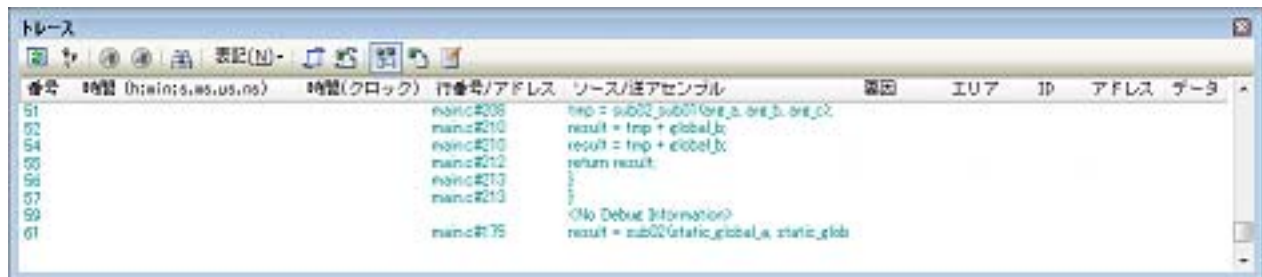 トレース
表記(N)
番号 時間 (h:min:s.ms.us.ns) 時間(クロック) 行番号/アドレス ソース/逆アセンブル 要因 エリア ID アドレス データ
51 main.c#209 tmp = sub02_sub01(arg_a, arg_b, arg_c);
52 main.c#210 result = tmp + global_b;
54 main.c#210 result = tmp + global_b;
55 main.c#212 return result;
56 main.c#213 }
57 main.c#213 }
59 <No Debug Information>
61 main.c#175 result = sub02(static_global_a, static_glob